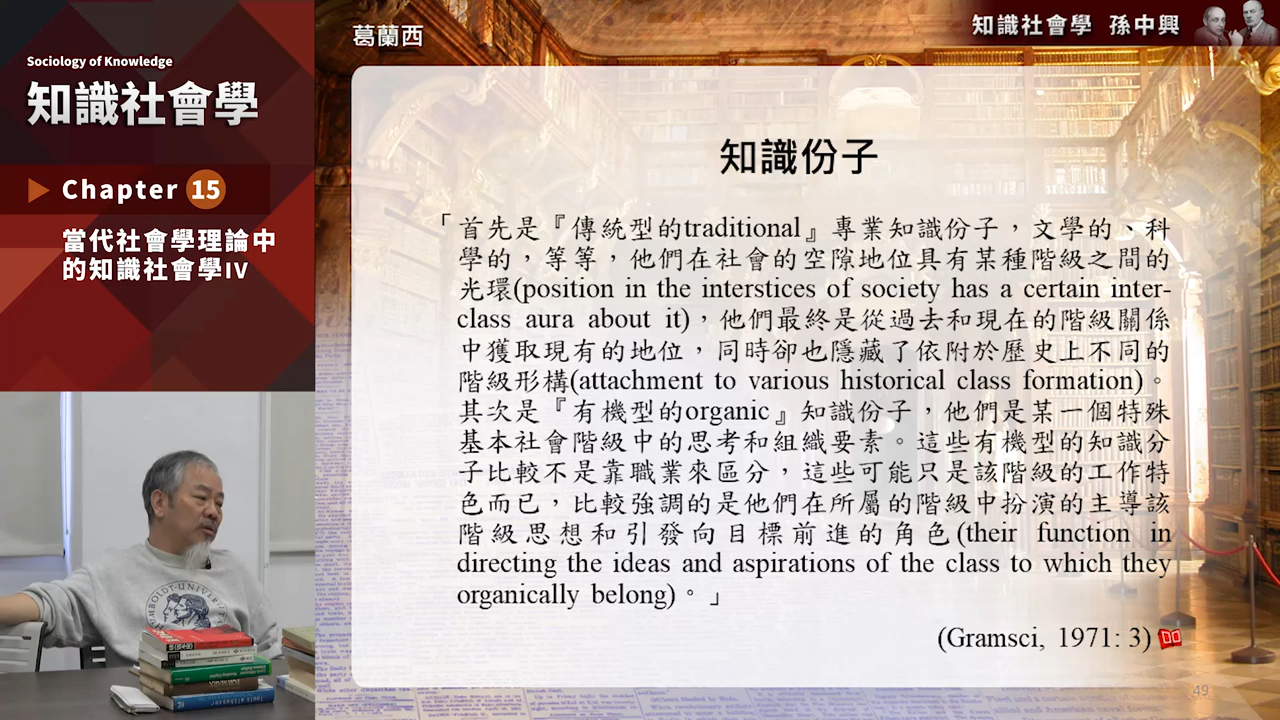 Sociology of Knowledge
知識社會學
Chapter 15
當代社會學理論中
的知識社會學IV
葛蘭西
知識社會學 孫中興
知識份子
「首先是『傳統型的traditional』專業知識份子，文學的、科
學的，等等，他們在社會的空隙地位具有某種階級之間的
光環(position in the interstices of society has a certain inter-
class aura about it)，他們最終是從過去和現在的階級關係
中獲取現有的地位，同時卻也隱藏了依附於歷史上不同的
階級形構(attachment to various historical class formation)。
其次是『有機型的organic』知識份子，他們是某一個特殊
基本社會階級中的思考和組織要素。這些有機型的知識分
子比較不是靠職業來區分，這些可能只是該階級的工作特
色而已，比較強調的是他們在所屬的階級中扮演的主導該
階級思想和引發向目標前進的角色(their function in
directing the ideas and aspirations of the class to which they
organically belong)。」
(Gramsci, 1971: 3)
49